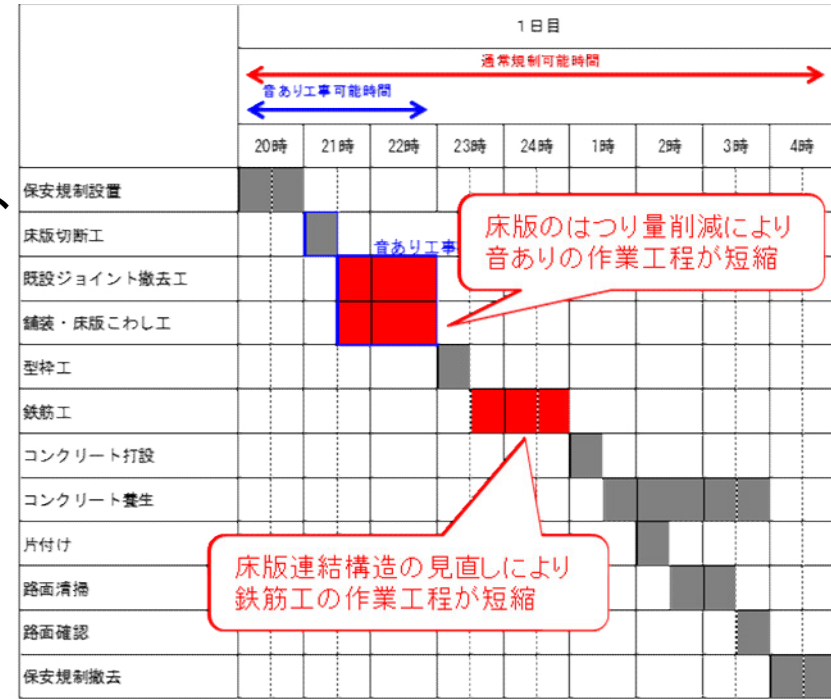 1日目
通常規制可能時間
音あり工事可能時間
20時 21時 22時 23時 24時 1時 2時 3時 4時
保安規制設置
床版切断工
音あり工事
既設ジョイント撤去工
舗装・床版こわし工
型枠工
鉄筋工
コンクリート打設
コンクリート養生
片付け
路面清掃
路面確認
保安規制撤去
床版のはつり量削減により
音ありの作業工程が短縮
床版連結構造の見直しにより
鉄筋工の作業工程が短縮